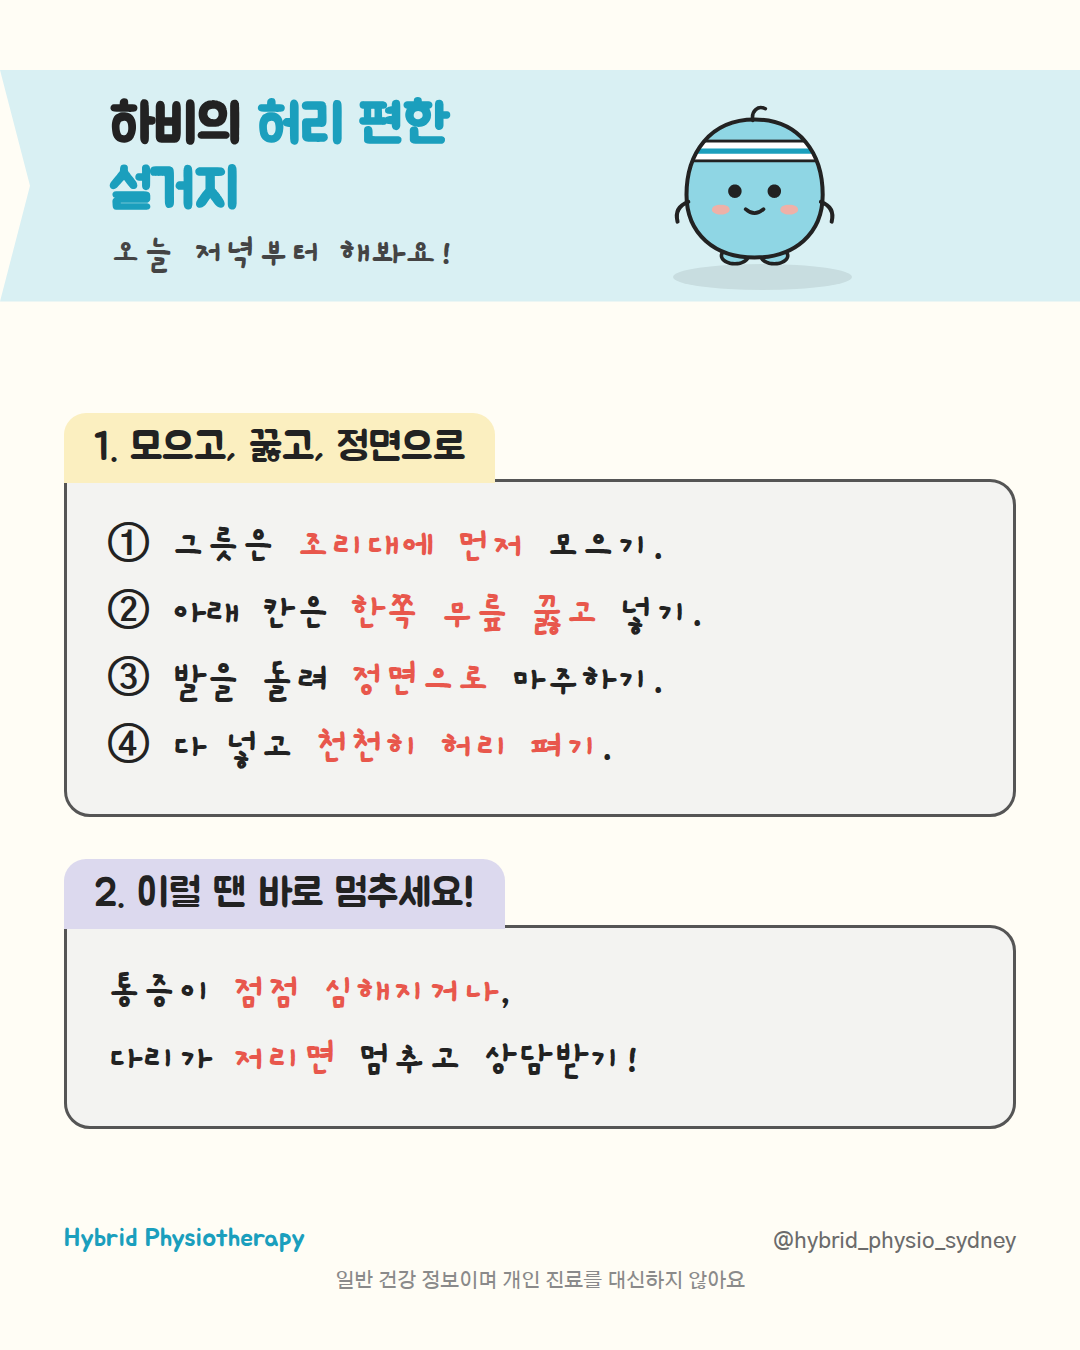 하비의 허리 편한
설거지
오늘 저녁부터 해봐요!
1. 모으고, 꿇고, 정면으로
① 그릇은 조리대에 먼저 모으기.
② 아래 칸은 한쪽 무릎 꿇고 넣기.
③ 발을 돌려 정면으로 마주하기.
④ 다 넣고 천천히 허리 펴기.
2. 이럴 땐 바로 멈추세요!
통증이 점점 심해지거나,
다리가 저리면 멈추고 상담받기!
Hybrid Physiotherapy
@hybrid_physio_sydney
일반 건강 정보이며 개인 진료를 대신하지 않아요